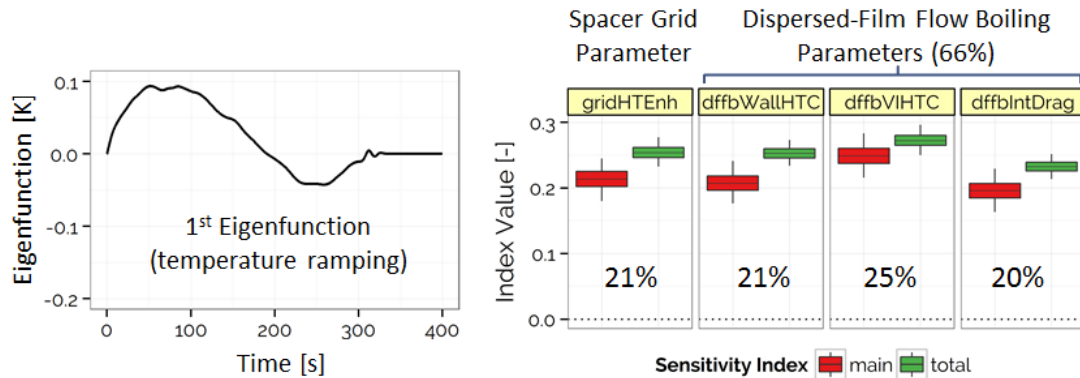 Eigenfunction [K]
0.1
0.0
-0.1
-0.2
1st Eigenfunction
(temperature ramping)
0
100
200
300
400
Time [s]
Spacer Grid
Parameter
Dispersed-Film Flow Boiling
Parameters (66%)
gridHTEnh
dffbWallHTC
dffbVIHTC
dffbIntDrag
Index Value [-]
0.3
0.2
0.1
0.0
21%
21%
25%
20%
Sensitivity Index main total